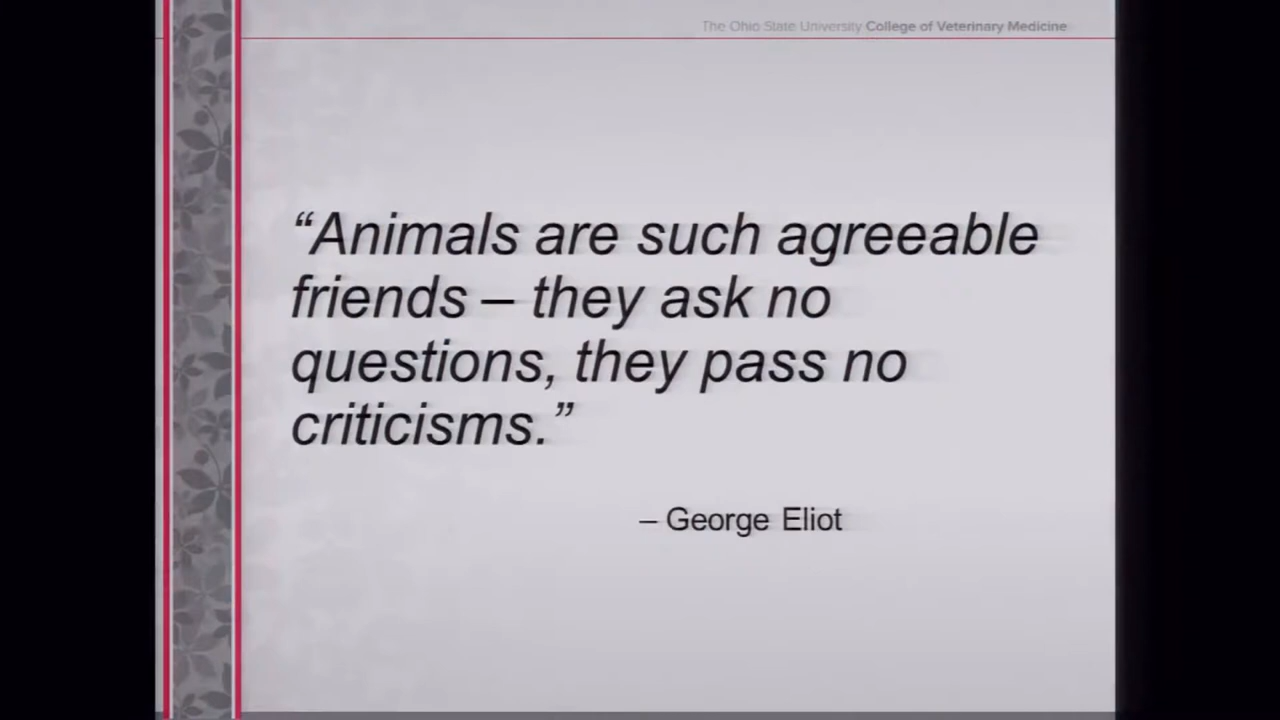 The Ohio State University College of Veterinary Medicine
“Animals are such agreeable
friends – they ask no
questions, they pass no
criticisms.”
– George Eliot